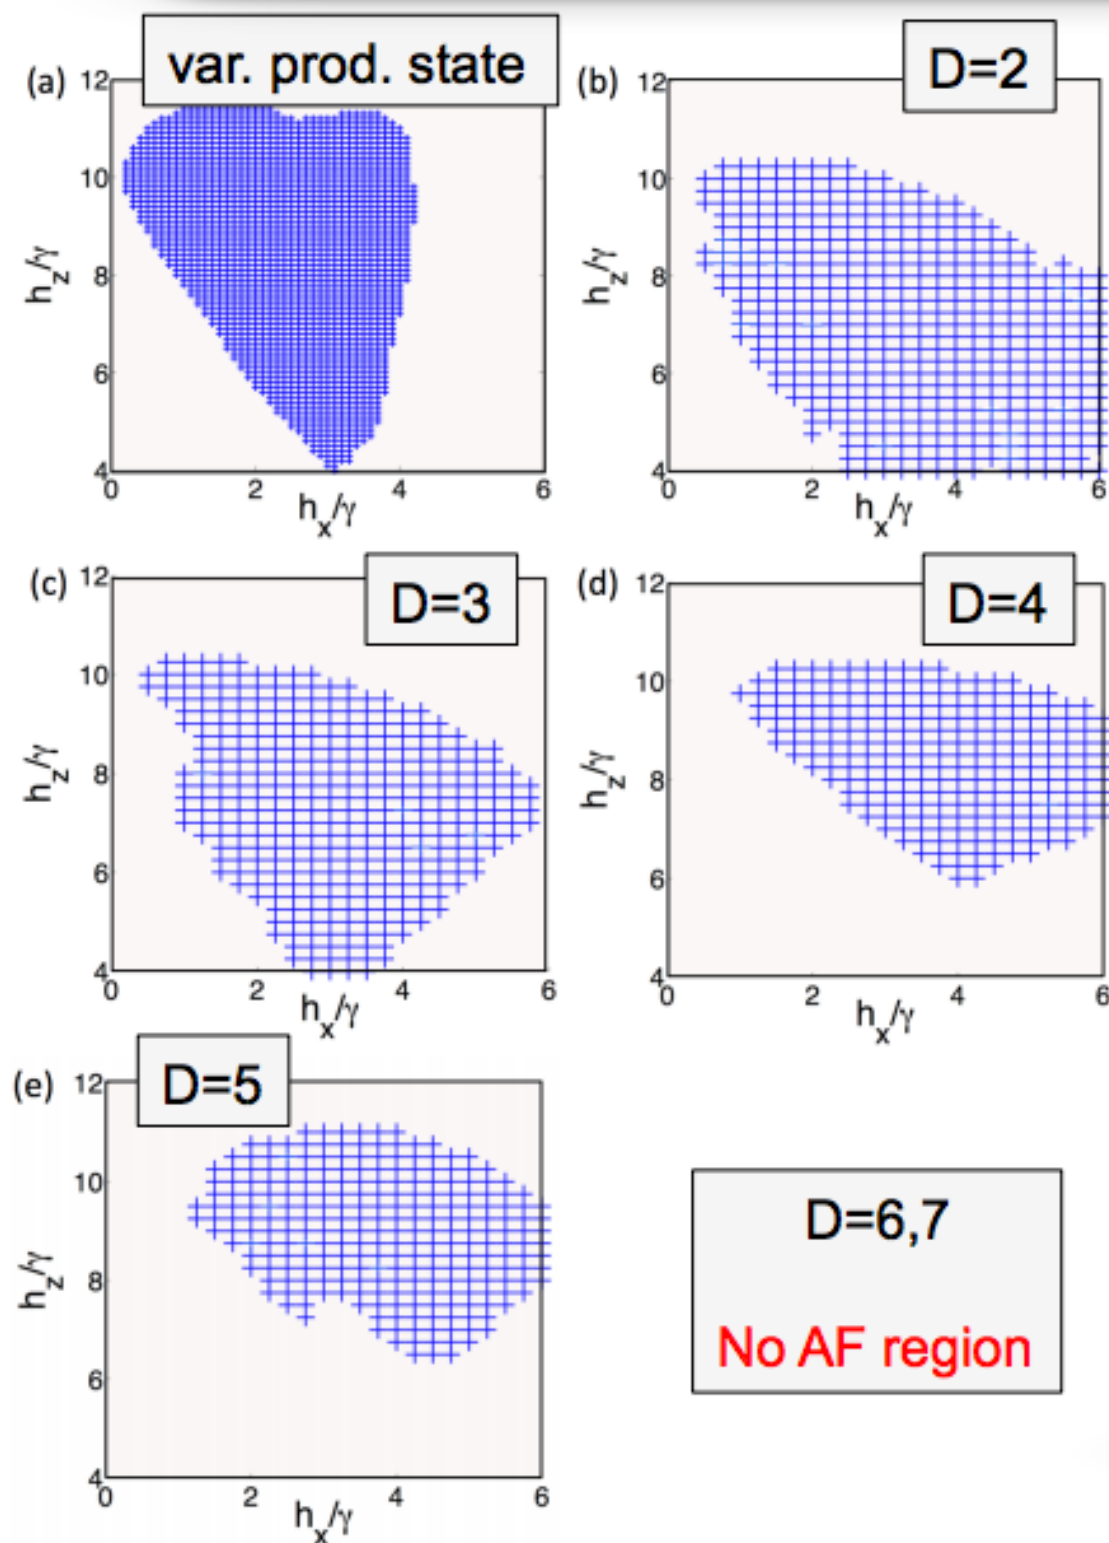 (a)
var. prod. state
12
10
8
6
4
0 2 4 6
h_z/γ
h_x/γ
(b)
D=2
12
10
8
6
4
0 2 4 6
h_z/γ
h_x/γ
(c)
D=3
12
10
8
6
4
0 2 4 6
h_z/γ
h_x/γ
(d)
D=4
12
10
8
6
4
0 2 4 6
h_z/γ
h_x/γ
(e)
D=5
12
10
8
6
4
0 2 4 6
h_z/γ
h_x/γ
D=6,7
No AF region